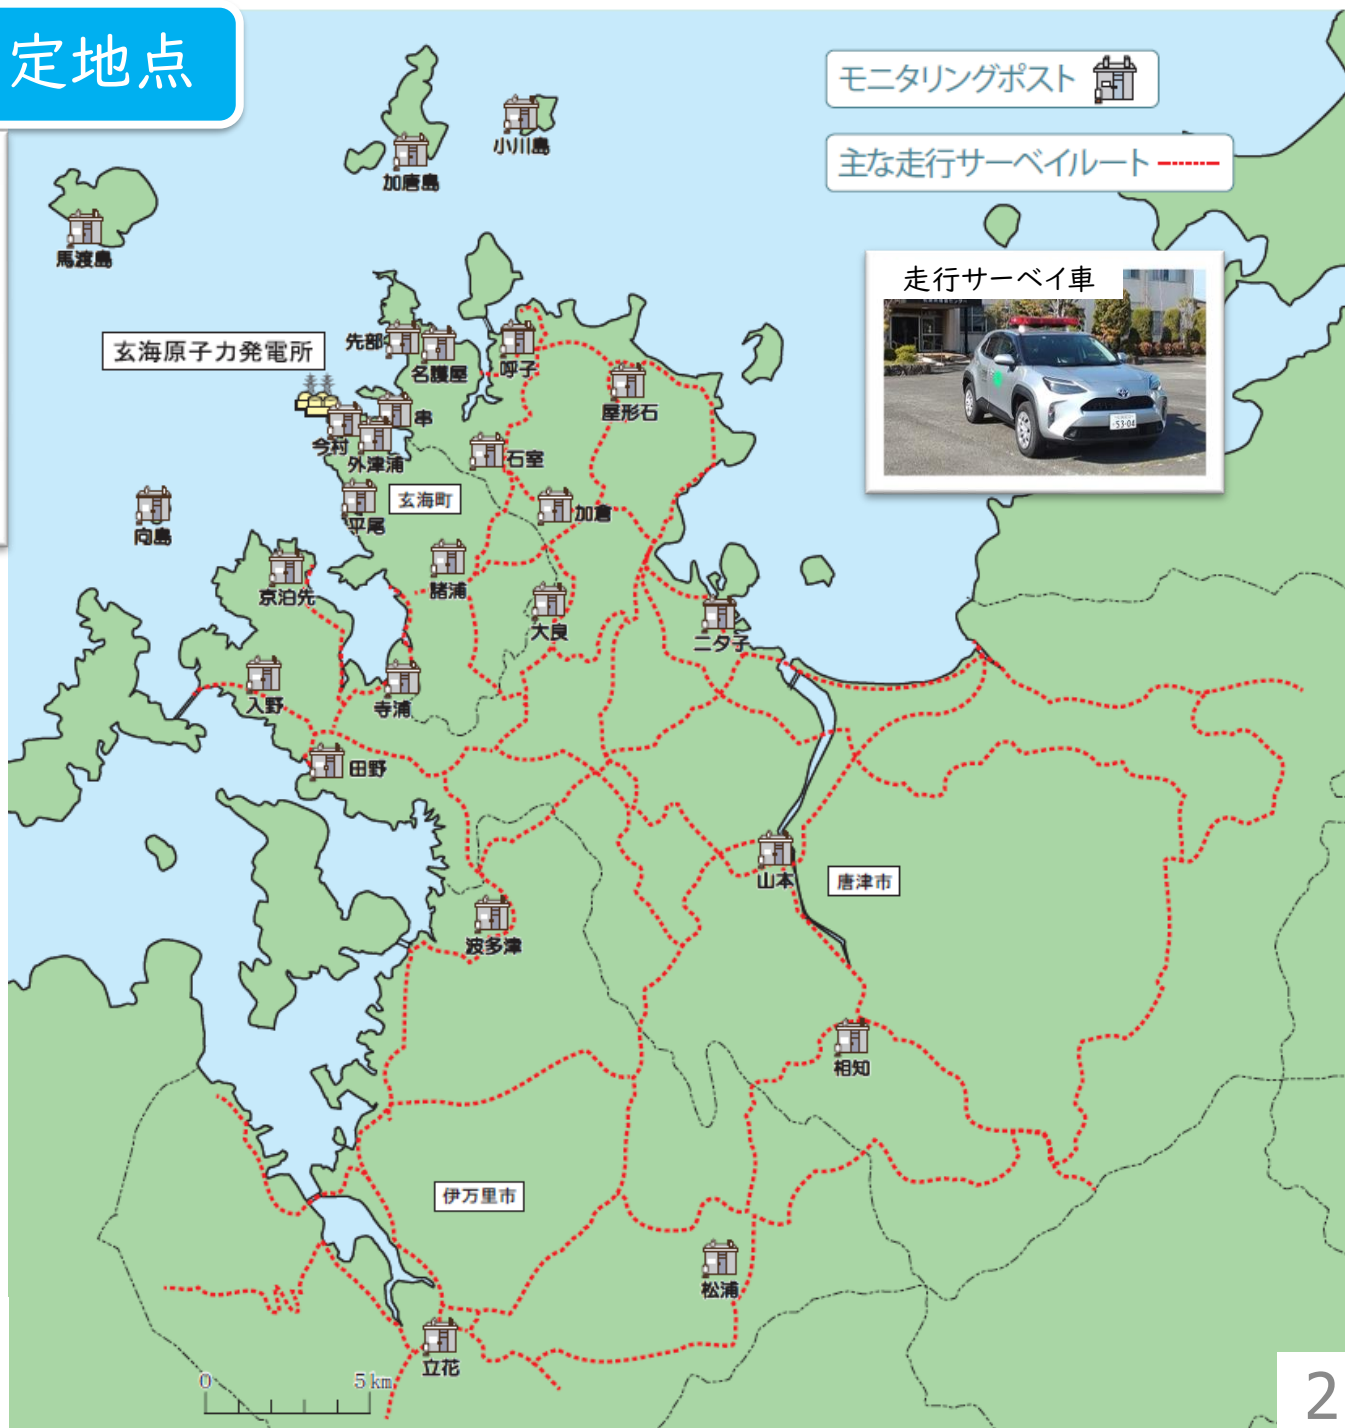 定地点
モニタリングポスト
主な走行サーベイルート
走行サーベイ車
53-04
小川島
加唐島
馬渡島
玄海原子力発電所
先部
名護屋
呼子
屋形石
串
今村
外津浦
石室
玄海町
平尾
加倉
向島
諸浦
京泊先
大良
二タ子
入野
寺浦
田野
山本
唐津市
波多津
相知
伊万里市
松浦
立花
0 5km
2